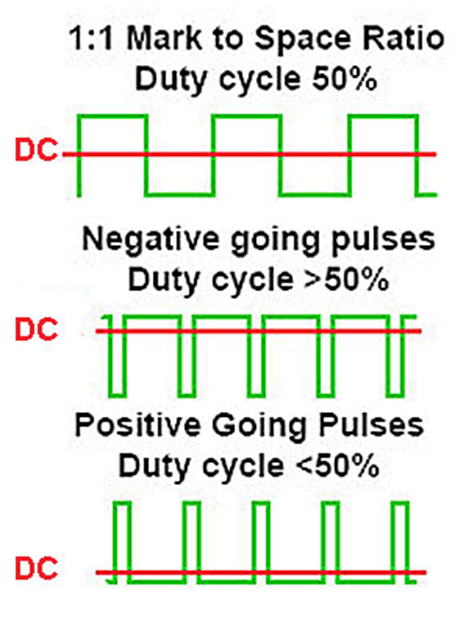 1:1 Mark to Space Ratio
Duty cycle 50%
DC
Negative going pulses
Duty cycle >50%
DC
Positive Going Pulses
Duty cycle <50%
DC